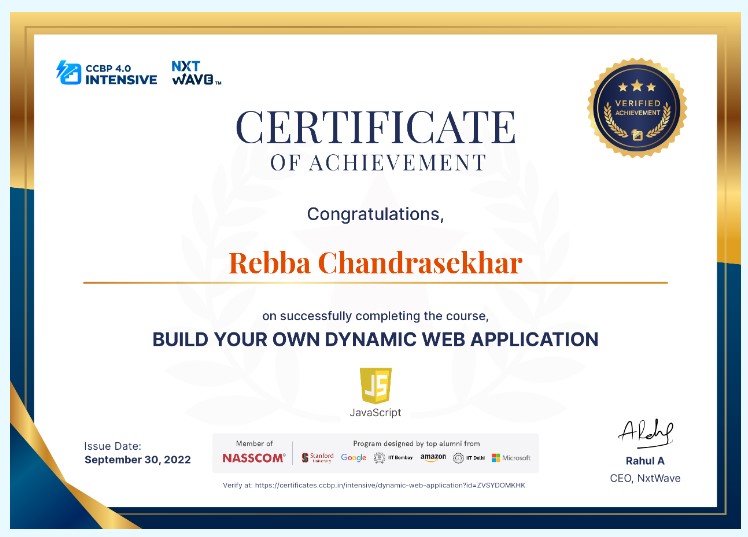 CCBP 4.0
INTENSIVE
NXT
WAVE™
VERIFIED
ACHIEVEMENT
CERTIFICATE
OF ACHIEVEMENT
Congratulations,
Rebba Chandrasekhar
on successfully completing the course,
BUILD YOUR OWN DYNAMIC WEB APPLICATION
JS
JavaScript
Issue Date:
September 30, 2022
Member of
NASSCOM®
Program designed by top alumni from
Stanford University Google IIT Bombay amazon IIT Delhi Microsoft
Verify at: https://certificates.ccbp.in/intensive/dynamic-web-application?id=ZVSYDOMKHK
Rahul A
CEO, NxtWave